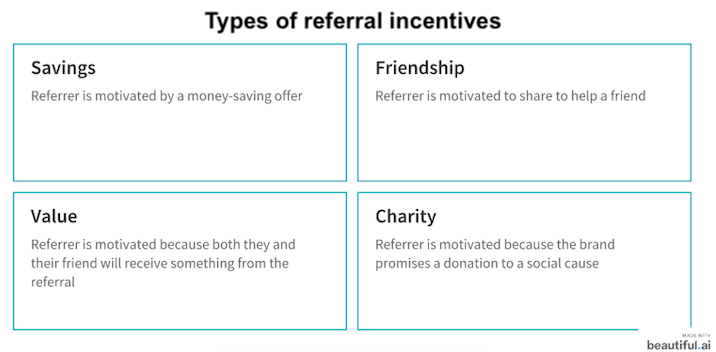 Types of referral incentives
Savings
Referrer is motivated by a money-saving offer
Friendship
Referrer is motivated to share to help a friend
Value
Referrer is motivated because both they and
their friend will receive something from the
referral
Charity
Referrer is motivated because the brand
promises a donation to a social cause
MADE WITH
beautiful.ai